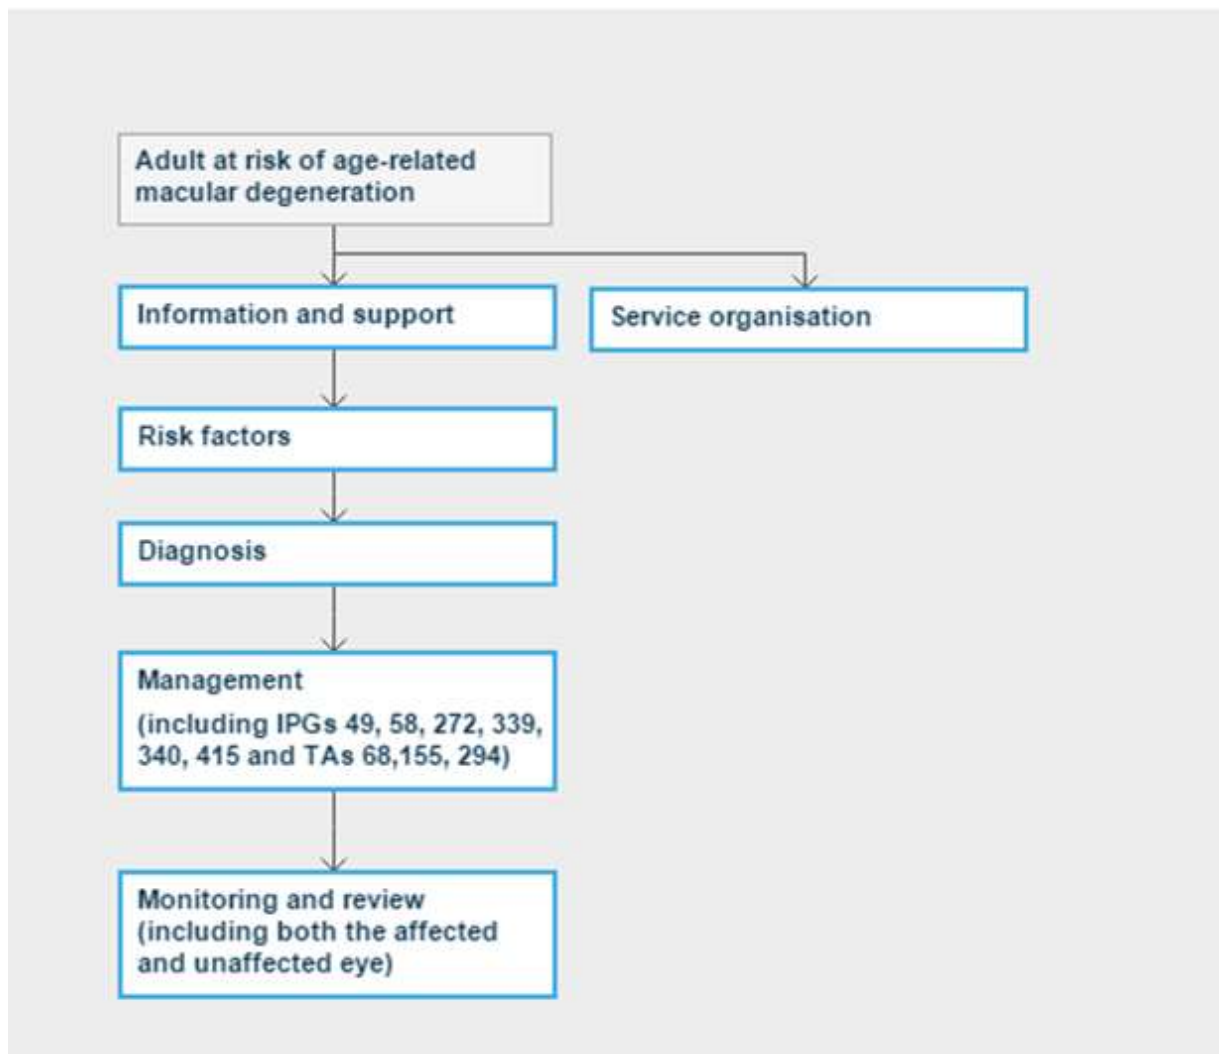 Adult at risk of age-related
macular degeneration
Information and support
Service organisation
Risk factors
Diagnosis
Management
(including IPGs 49, 58, 272, 339,
340, 415 and TAs 68,155, 294)
Monitoring and review
(including both the affected
and unaffected eye)